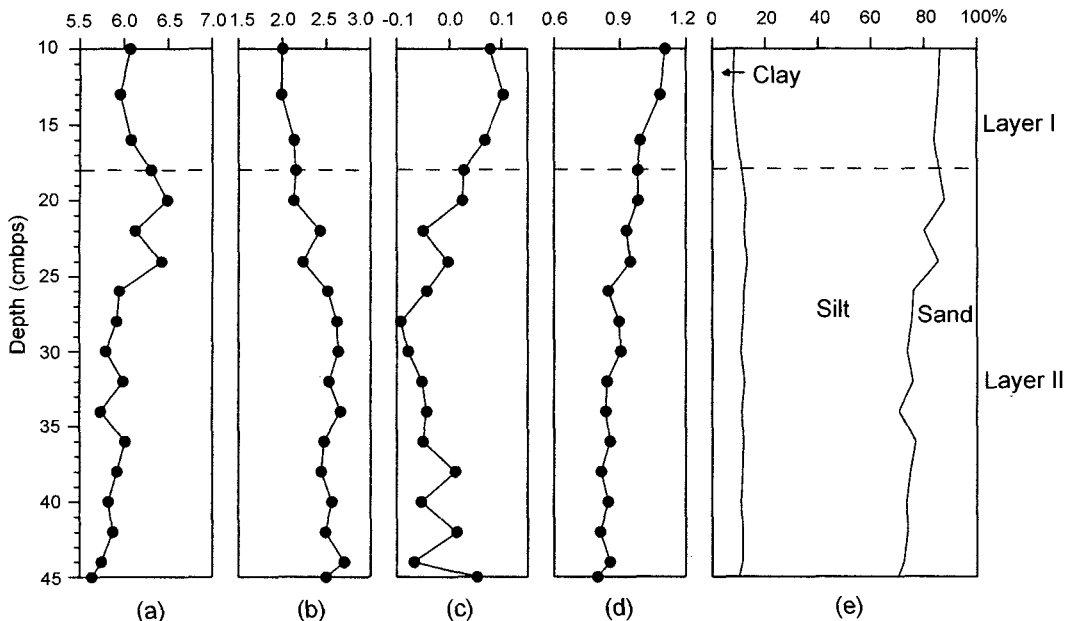 5.5 6.0 6.5 7.0 1.5 2.0 2.5 3.0 -0.1 0.0 0.1 0.6 0.9 1.2 0 20 40 60 80 100%
10
Clay
15
Layer I
20
25
Depth (cmbps)
Silt
Sand
30
Layer II
35
40
45
(a) (b) (c) (d) (e)